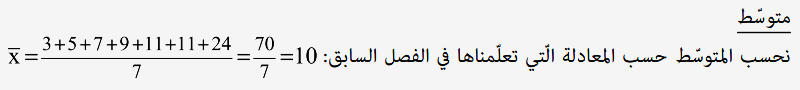 متوسّط
نحسب المتوسّط حسب المعادلة الّتي تعلّمناها في الفصل السابق: x̅ = (3+5+7+9+11+11+24)/7 = 70/7 = 10